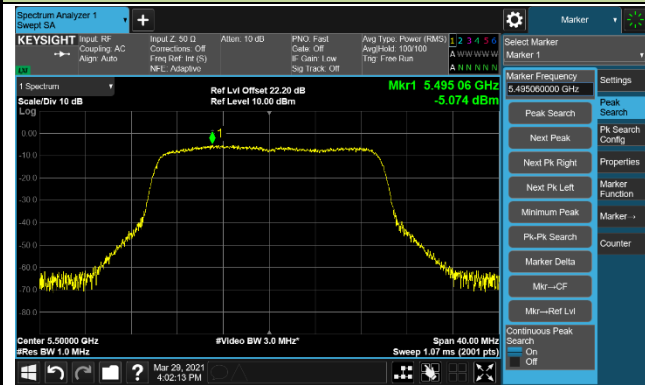 Spectrum Analyzer 1
Swept SA
+
Marker
KEYSIGHT
Input: RF
Coupling: AC
Align: Auto
Input Z: 50 Ω
Corrections: Off
Freq Ref: Int (S)
NFE: Adaptive
Atten: 10 dB
PNO: Fast
Gate: Off
IF Gain: Low
Sig Track: Off
Avg Type: Power (RMS)
Avg|Hold: 100/100
Trig: Free Run
1 2 3 4 5 6
A W W W W W
A N N N N N
LXI
Select Marker
Marker 1
1 Spectrum
Scale/Div 10 dB
Log
Ref Lvl Offset 22.20 dB
Ref Level 10.00 dBm
Mkr1 5.495 06 GHz
-5.074 dBm
1
0.00
-10.0
-20.0
-30.0
-40.0
-50.0
-60.0
-70.0
-80.0
Center 5.50000 GHz
#Res BW 1.0 MHz
#Video BW 3.0 MHz*
Span 40.00 MHz
Sweep 1.07 ms (2001 pts)
Marker Frequency
5.495060000 GHz
Peak Search
Next Peak
Next Pk Right
Next Pk Left
Minimum Peak
Pk-Pk Search
Marker Delta
Mkr→CF
Mkr→Ref Lvl
Continuous Peak
Search
On
Off
Settings
Peak
Search
Pk Search
Config
Properties
Marker
Function
Marker→
Counter
?
Mar 29, 2021
4:02:13 PM